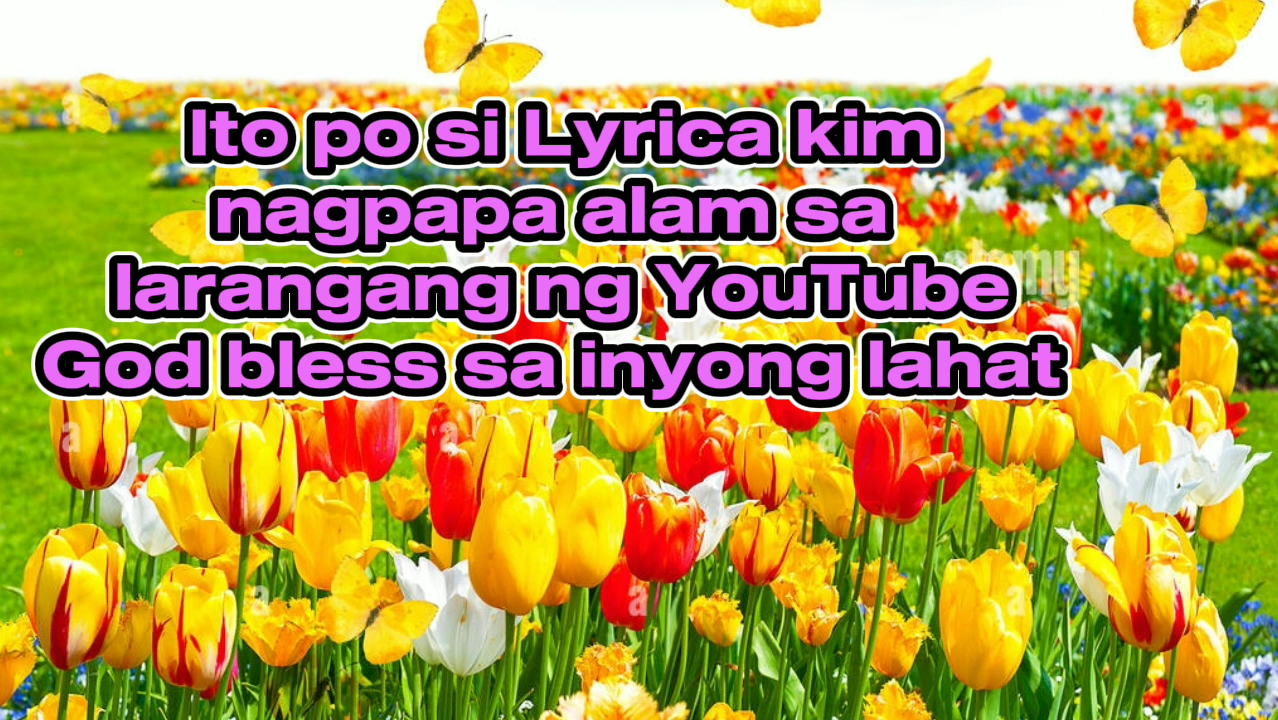 Ito po si Lyrica kim
nagpapa alam sa
larangang ng YouTube
God bless sa inyong lahat